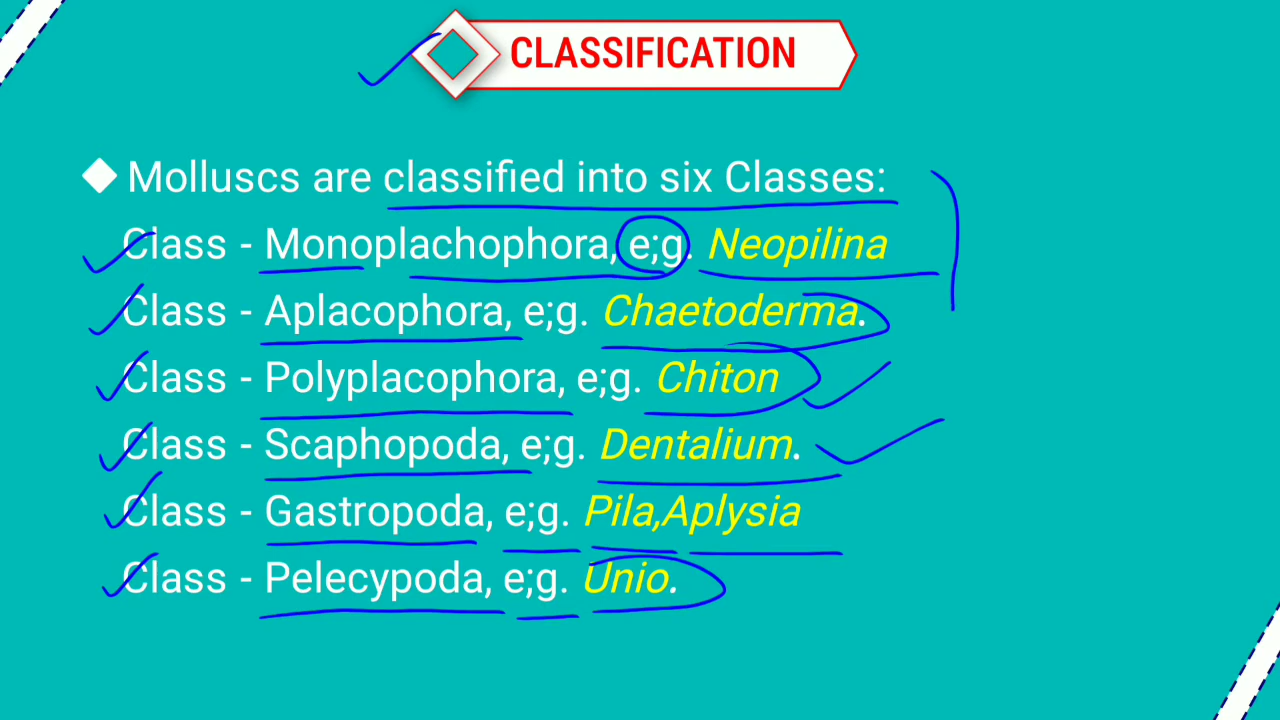 CLASSIFICATION
Molluscs are classified into six Classes:
Class - Monoplachophora, e;g. Neopilina
Class - Aplacophora, e;g. Chaetoderma.
Class - Polyplacophora, e;g. Chiton
Class - Scaphopoda, e;g. Dentalium.
Class - Gastropoda, e;g. Pila,Aplysia
Class - Pelecypoda, e;g. Unio.